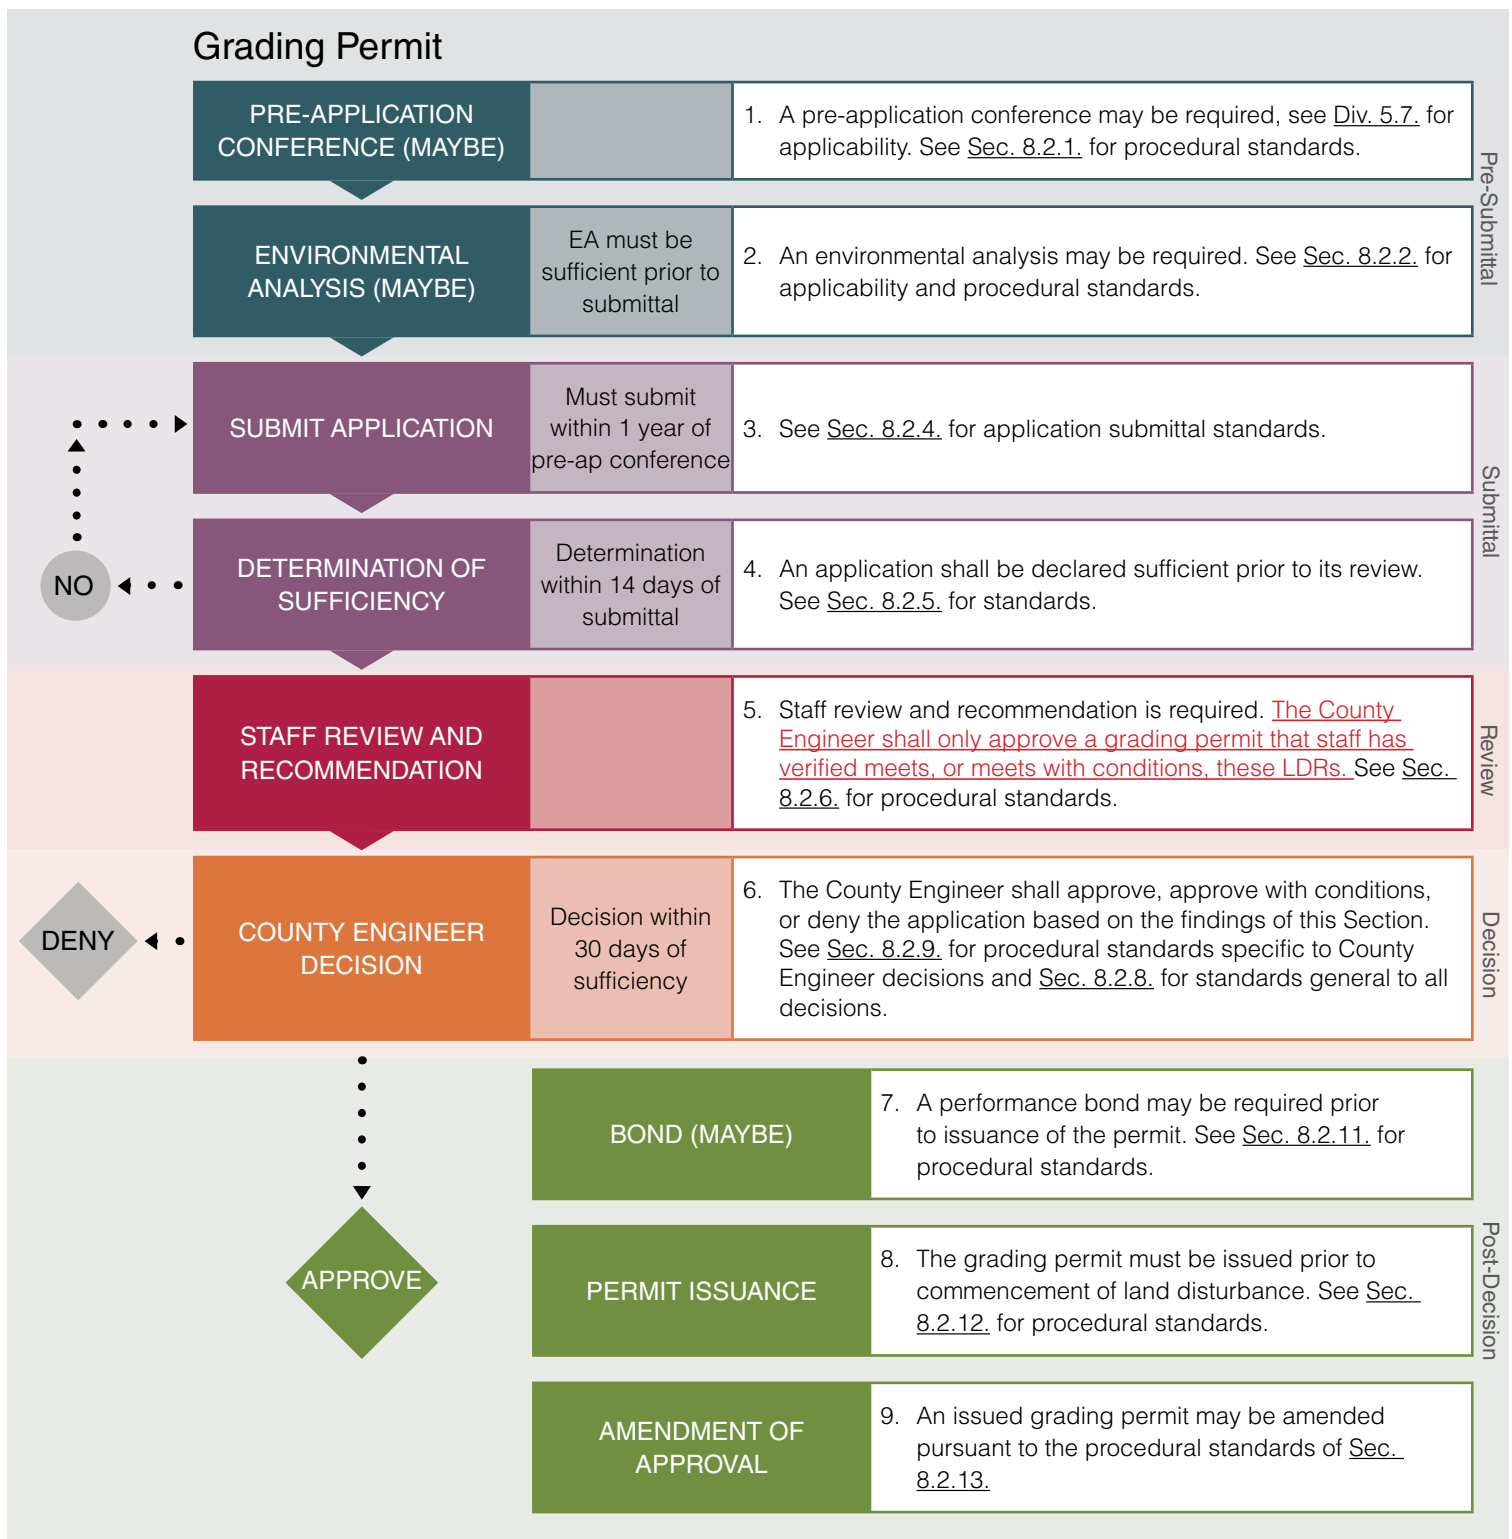 Grading Permit
PRE-APPLICATION
CONFERENCE (MAYBE)
1. A pre-application conference may be required, see Div. 5.7. for
applicability. See Sec. 8.2.1. for procedural standards.
ENVIRONMENTAL
ANALYSIS (MAYBE)
EA must be
sufficient prior to
submittal
2. An environmental analysis may be required. See Sec. 8.2.2. for
applicability and procedural standards.
Pre-Submittal
SUBMIT APPLICATION
Must submit
within 1 year of
pre-ap conference
3. See Sec. 8.2.4. for application submittal standards.
NO
DETERMINATION OF
SUFFICIENCY
Determination
within 14 days of
submittal
4. An application shall be declared sufficient prior to its review.
See Sec. 8.2.5. for standards.
Submittal
STAFF REVIEW AND
RECOMMENDATION
5. Staff review and recommendation is required. The County
Engineer shall only approve a grading permit that staff has
verified meets, or meets with conditions, these LDRs. See Sec.
8.2.6. for procedural standards.
Review
DENY
COUNTY ENGINEER
DECISION
Decision within
30 days of
sufficiency
6. The County Engineer shall approve, approve with conditions,
or deny the application based on the findings of this Section.
See Sec. 8.2.9. for procedural standards specific to County
Engineer decisions and Sec. 8.2.8. for standards general to all
decisions.
Decision
APPROVE
BOND (MAYBE)
7. A performance bond may be required prior
to issuance of the permit. See Sec. 8.2.11. for
procedural standards.
PERMIT ISSUANCE
8. The grading permit must be issued prior to
commencement of land disturbance. See Sec.
8.2.12. for procedural standards.
AMENDMENT OF
APPROVAL
9. An issued grading permit may be amended
pursuant to the procedural standards of Sec.
8.2.13.
Post-Decision